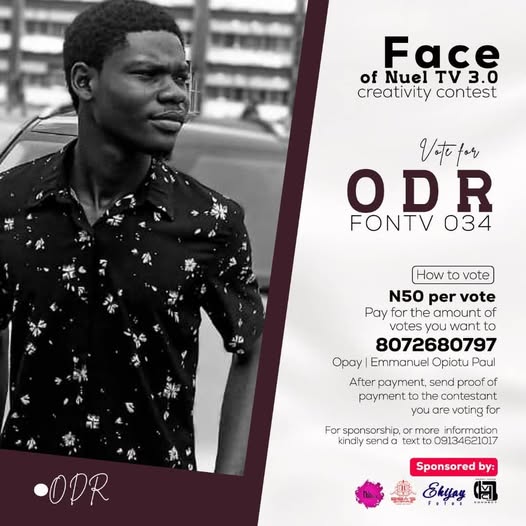 Face
of Nuel TV 3.0
creativity contest
Vote for
ODR
FONTV 034
How to vote
N50 per vote
Pay for the amount of
votes you want to
8072680797
Opay | Emmanuel Opiotu Paul
After payment, send proof of
payment to the contestant
you are voting for
For sponsorship, or more information
kindly send a text to 09134621017
Sponsored by:
Ekijay
Fotos
ODR